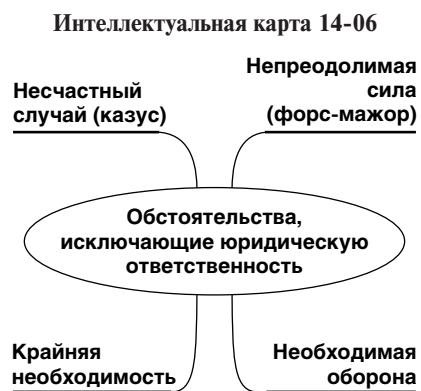 Интеллектуальная карта 14-06
Несчастный
случай (казус)
Непреодолимая
сила
(форс-мажор)
Обстоятельства,
исключающие юридическую
ответственность
Крайняя
необходимость
Необходимая
оборона